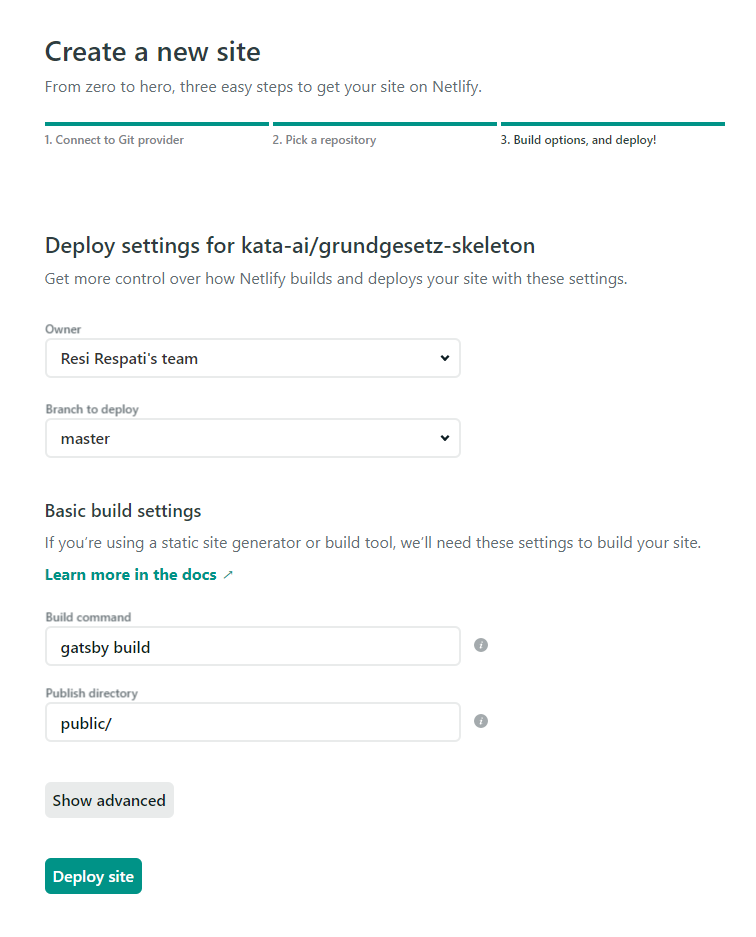 Create a new site
From zero to hero, three easy steps to get your site on Netlify.
1. Connect to Git provider
2. Pick a repository
3. Build options, and deploy!
Deploy settings for kata-ai/grundgesetz-skeleton
Get more control over how Netlify builds and deploys your site with these settings.
Owner
Resi Respati's team
Branch to deploy
master
Basic build settings
If you’re using a static site generator or build tool, we’ll need these settings to build your site.
Learn more in the docs ↗
Build command
gatsby build
i
Publish directory
public/
i
Show advanced
Deploy site